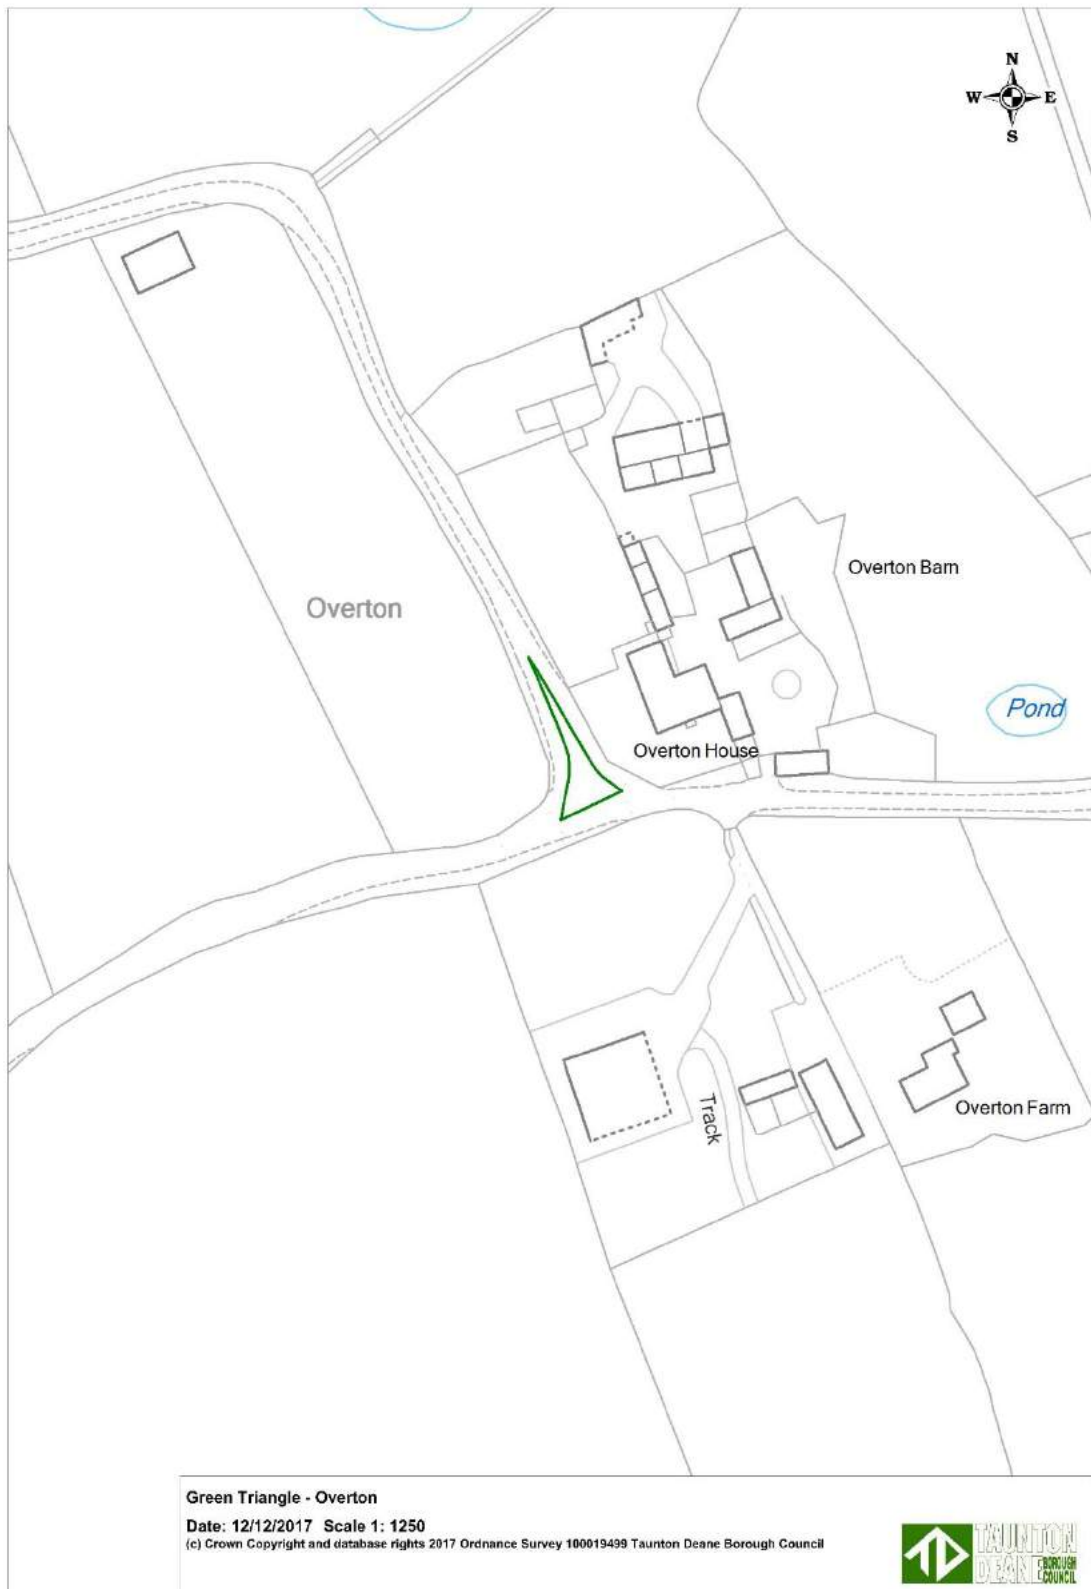 N
W E
S
Overton Barn
Overton
Pond
Overton House
Track
Overton Farm
Green Triangle - Overton
Date: 12/12/2017 Scale 1: 1250
(c) Crown Copyright and database rights 2017 Ordnance Survey 100019499 Taunton Deane Borough Council
TAUNTON
DEANE BOROUGH
COUNCIL